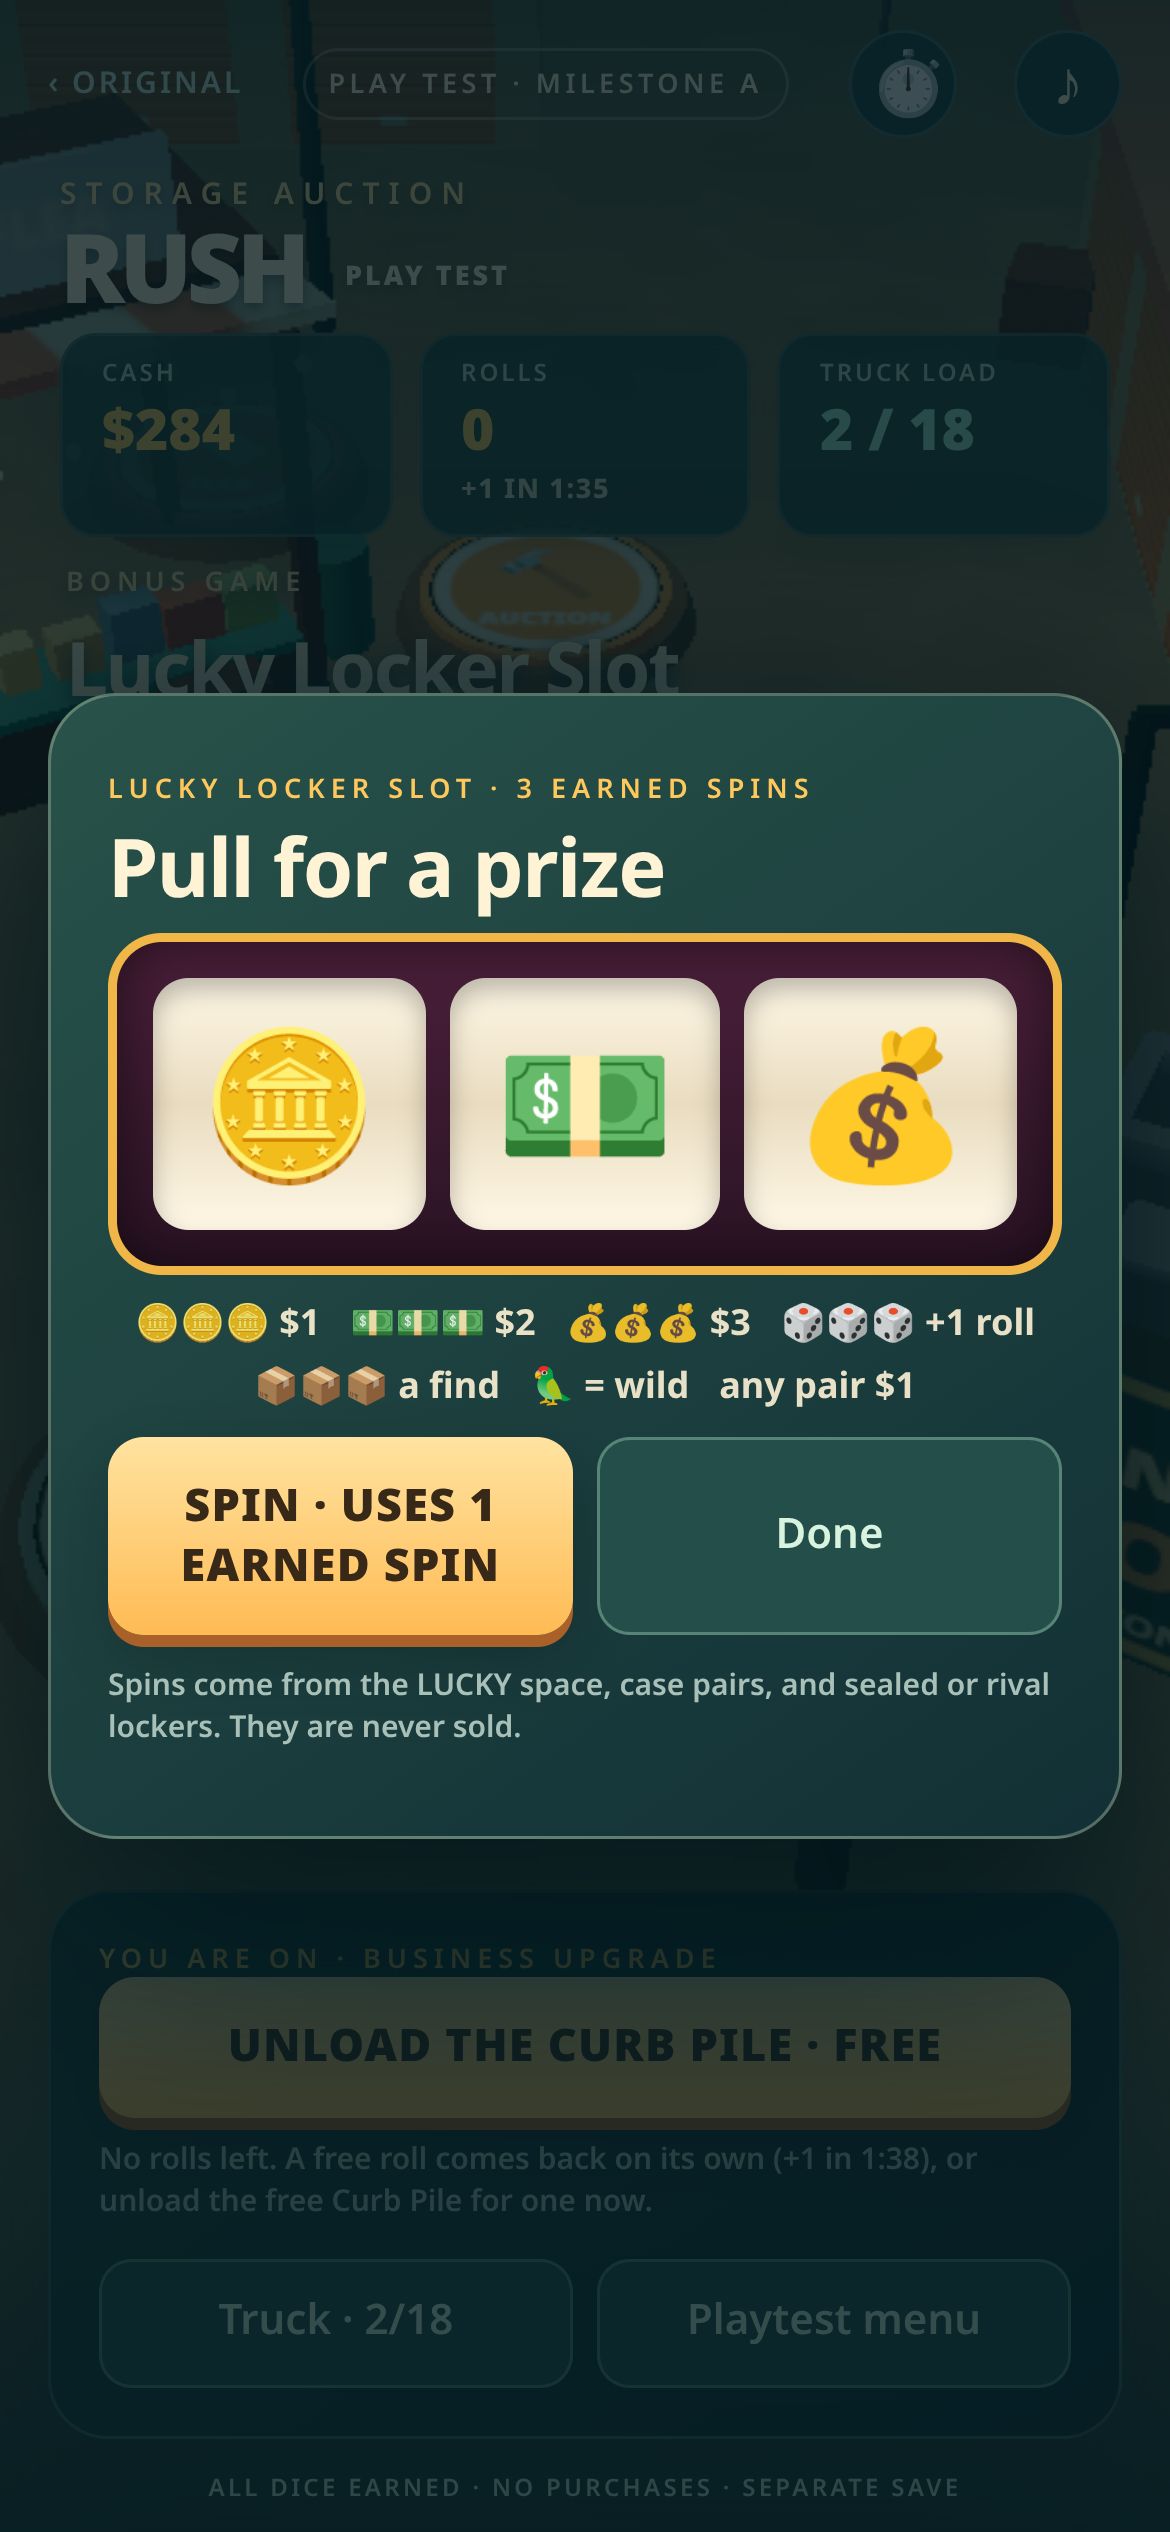 ‹ ORIGINAL
PLAY TEST · MILESTONE A
STORAGE AUCTION
RUSH PLAY TEST
CASH
$284
ROLLS
0
+1 IN 1:35
TRUCK LOAD
2 / 18
BONUS GAME
AUCTION
Lucky Locker Slot
LUCKY LOCKER SLOT · 3 EARNED SPINS
Pull for a prize
🪙🪙🪙 $1 💵💵💵 $2 💰💰💰 $3 🎲🎲🎲 +1 roll
📦📦📦 a find 🦜 = wild any pair $1
SPIN · USES 1
EARNED SPIN
Done
Spins come from the LUCKY space, case pairs, and sealed or rival
lockers. They are never sold.
YOU ARE ON · BUSINESS UPGRADE
UNLOAD THE CURB PILE · FREE
No rolls left. A free roll comes back on its own (+1 in 1:38), or
unload the free Curb Pile for one now.
Truck · 2/18
Playtest menu
ALL DICE EARNED · NO PURCHASES · SEPARATE SAVE